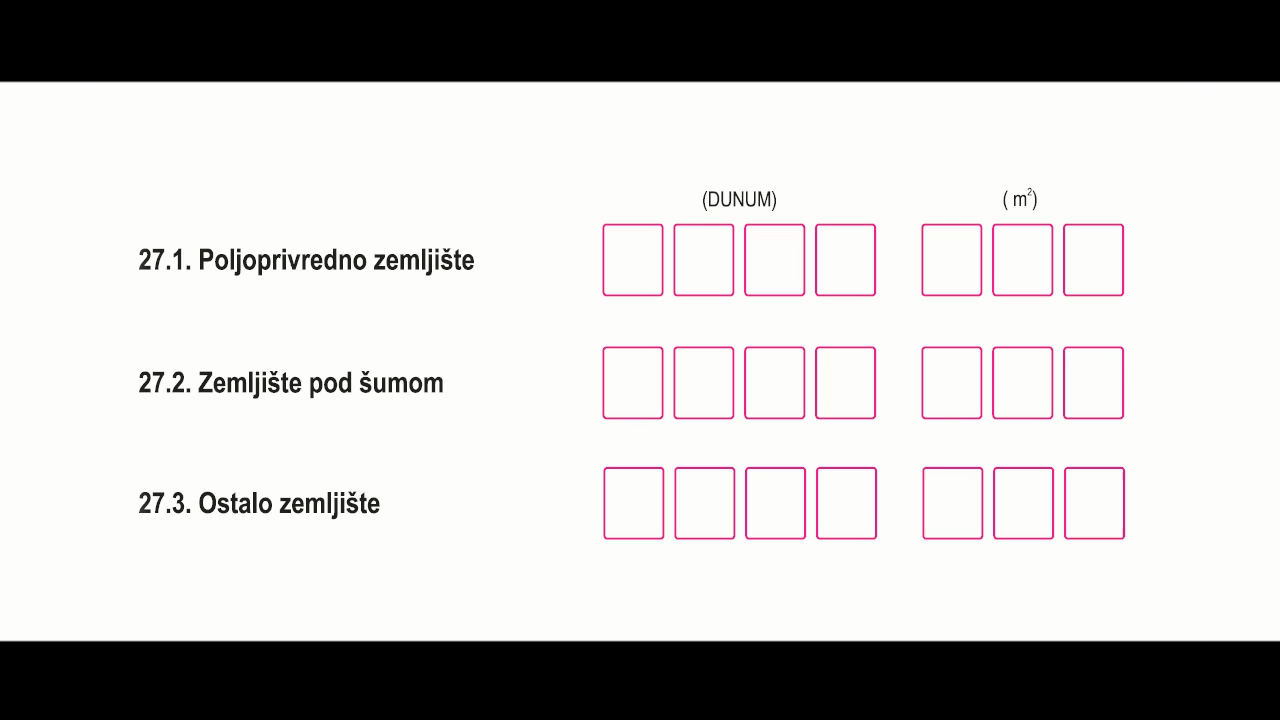 (DUNUM) ( m²)
27.1. Poljoprivredno zemljište
27.2. Zemljište pod šumom
27.3. Ostalo zemljište